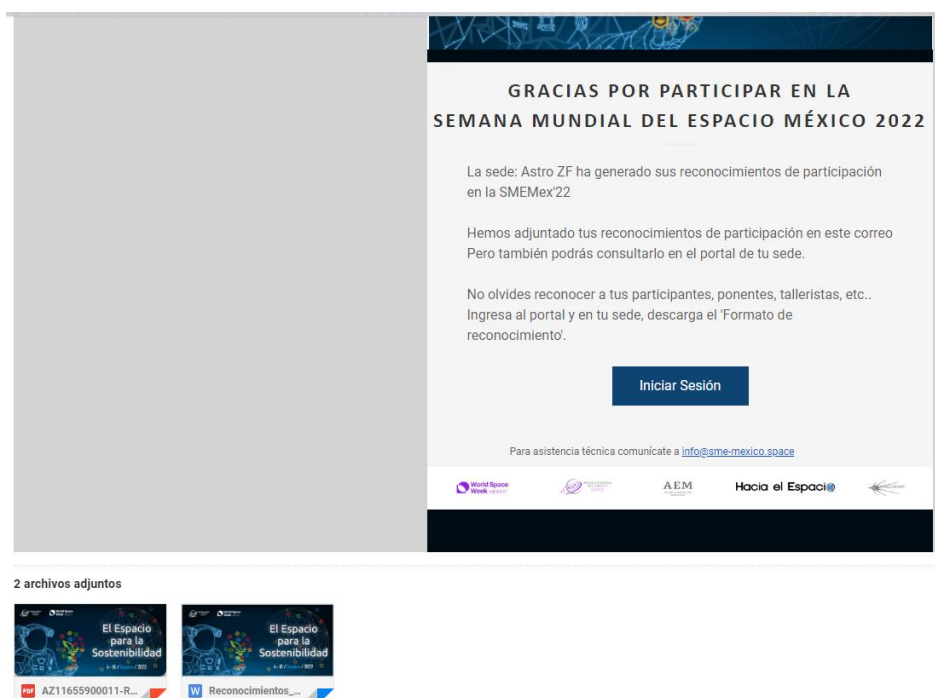 GRACIAS POR PARTICIPAR EN LA
SEMANA MUNDIAL DEL ESPACIO MÉXICO 2022
La sede: Astro ZF ha generado sus reconocimientos de participación
en la SMEMex'22
Hemos adjuntado tus reconocimientos de participación en este correo
Pero también podrás consultarlo en el portal de tu sede.
No olvides reconocer a tus participantes, ponentes, talleristas, etc..
Ingresa al portal y en tu sede, descarga el 'Formato de
reconocimiento'.
Iniciar Sesión
Para asistencia técnica comunícate a info@sme-mexico.space
World Space
Week MÉXICO
AEM
Hacia el Espacio
2 archivos adjuntos
El Espacio
para la
Sostenibilidad
PDF AZ11655900011-R...
El Espacio
para la
Sostenibilidad
W Reconocimientos_...